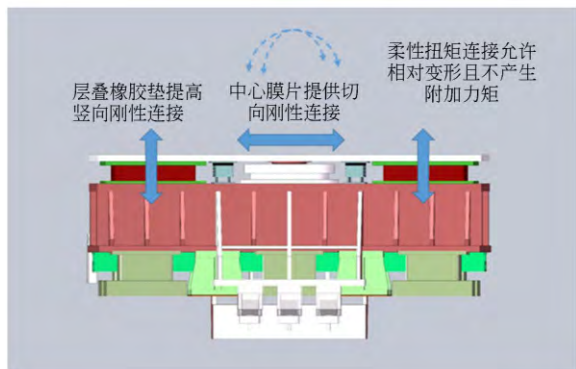 层叠橡胶垫提高
竖向刚性连接
中心膜片提供切
向刚性连接
柔性扭矩连接允许
相对变形且不产生
附加力矩